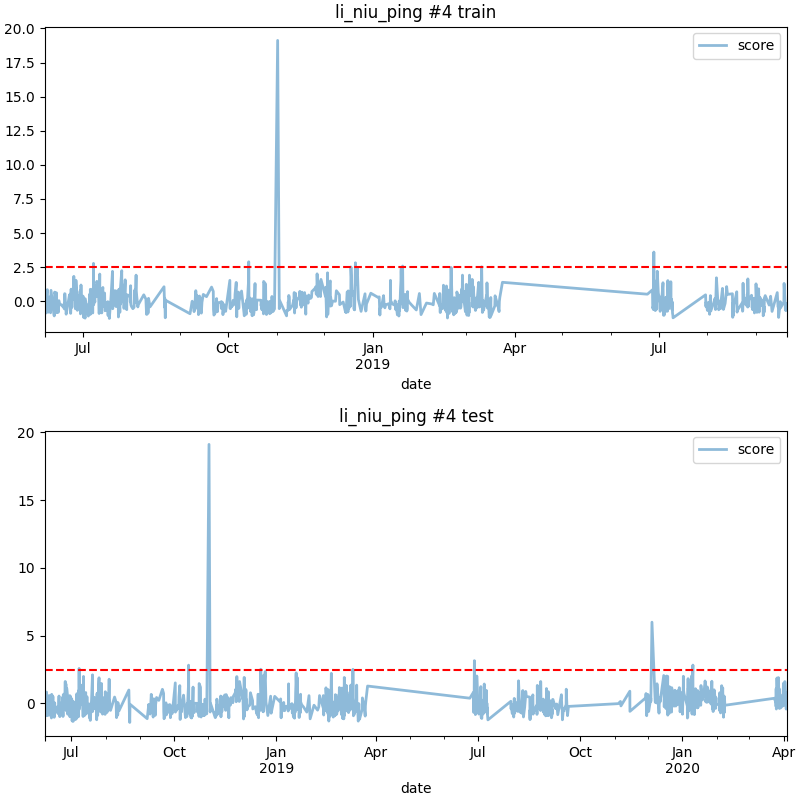 li_niu_ping #4 train
20.0
17.5
15.0
12.5
10.0
7.5
5.0
2.5
0.0
score
Jul
Oct
Jan
2019
Apr
Jul
date
li_niu_ping #4 test
20
15
10
5
0
score
Jul
Oct
Jan
2019
Apr
Jul
Oct
Jan
2020
Apr
date